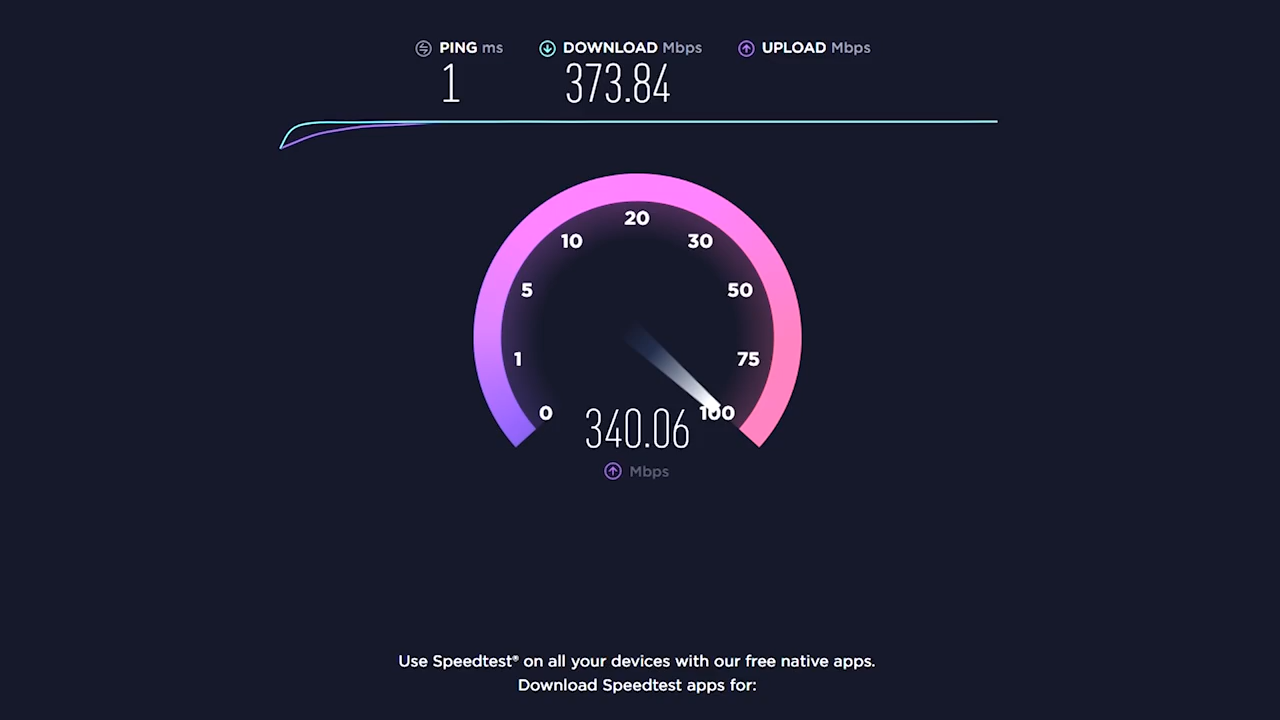 PING ms
DOWNLOAD Mbps
UPLOAD Mbps
1
373.84
20
10
30
5
50
1
75
0
100
340.06
Mbps
Use Speedtest® on all your devices with our free native apps.
Download Speedtest apps for: